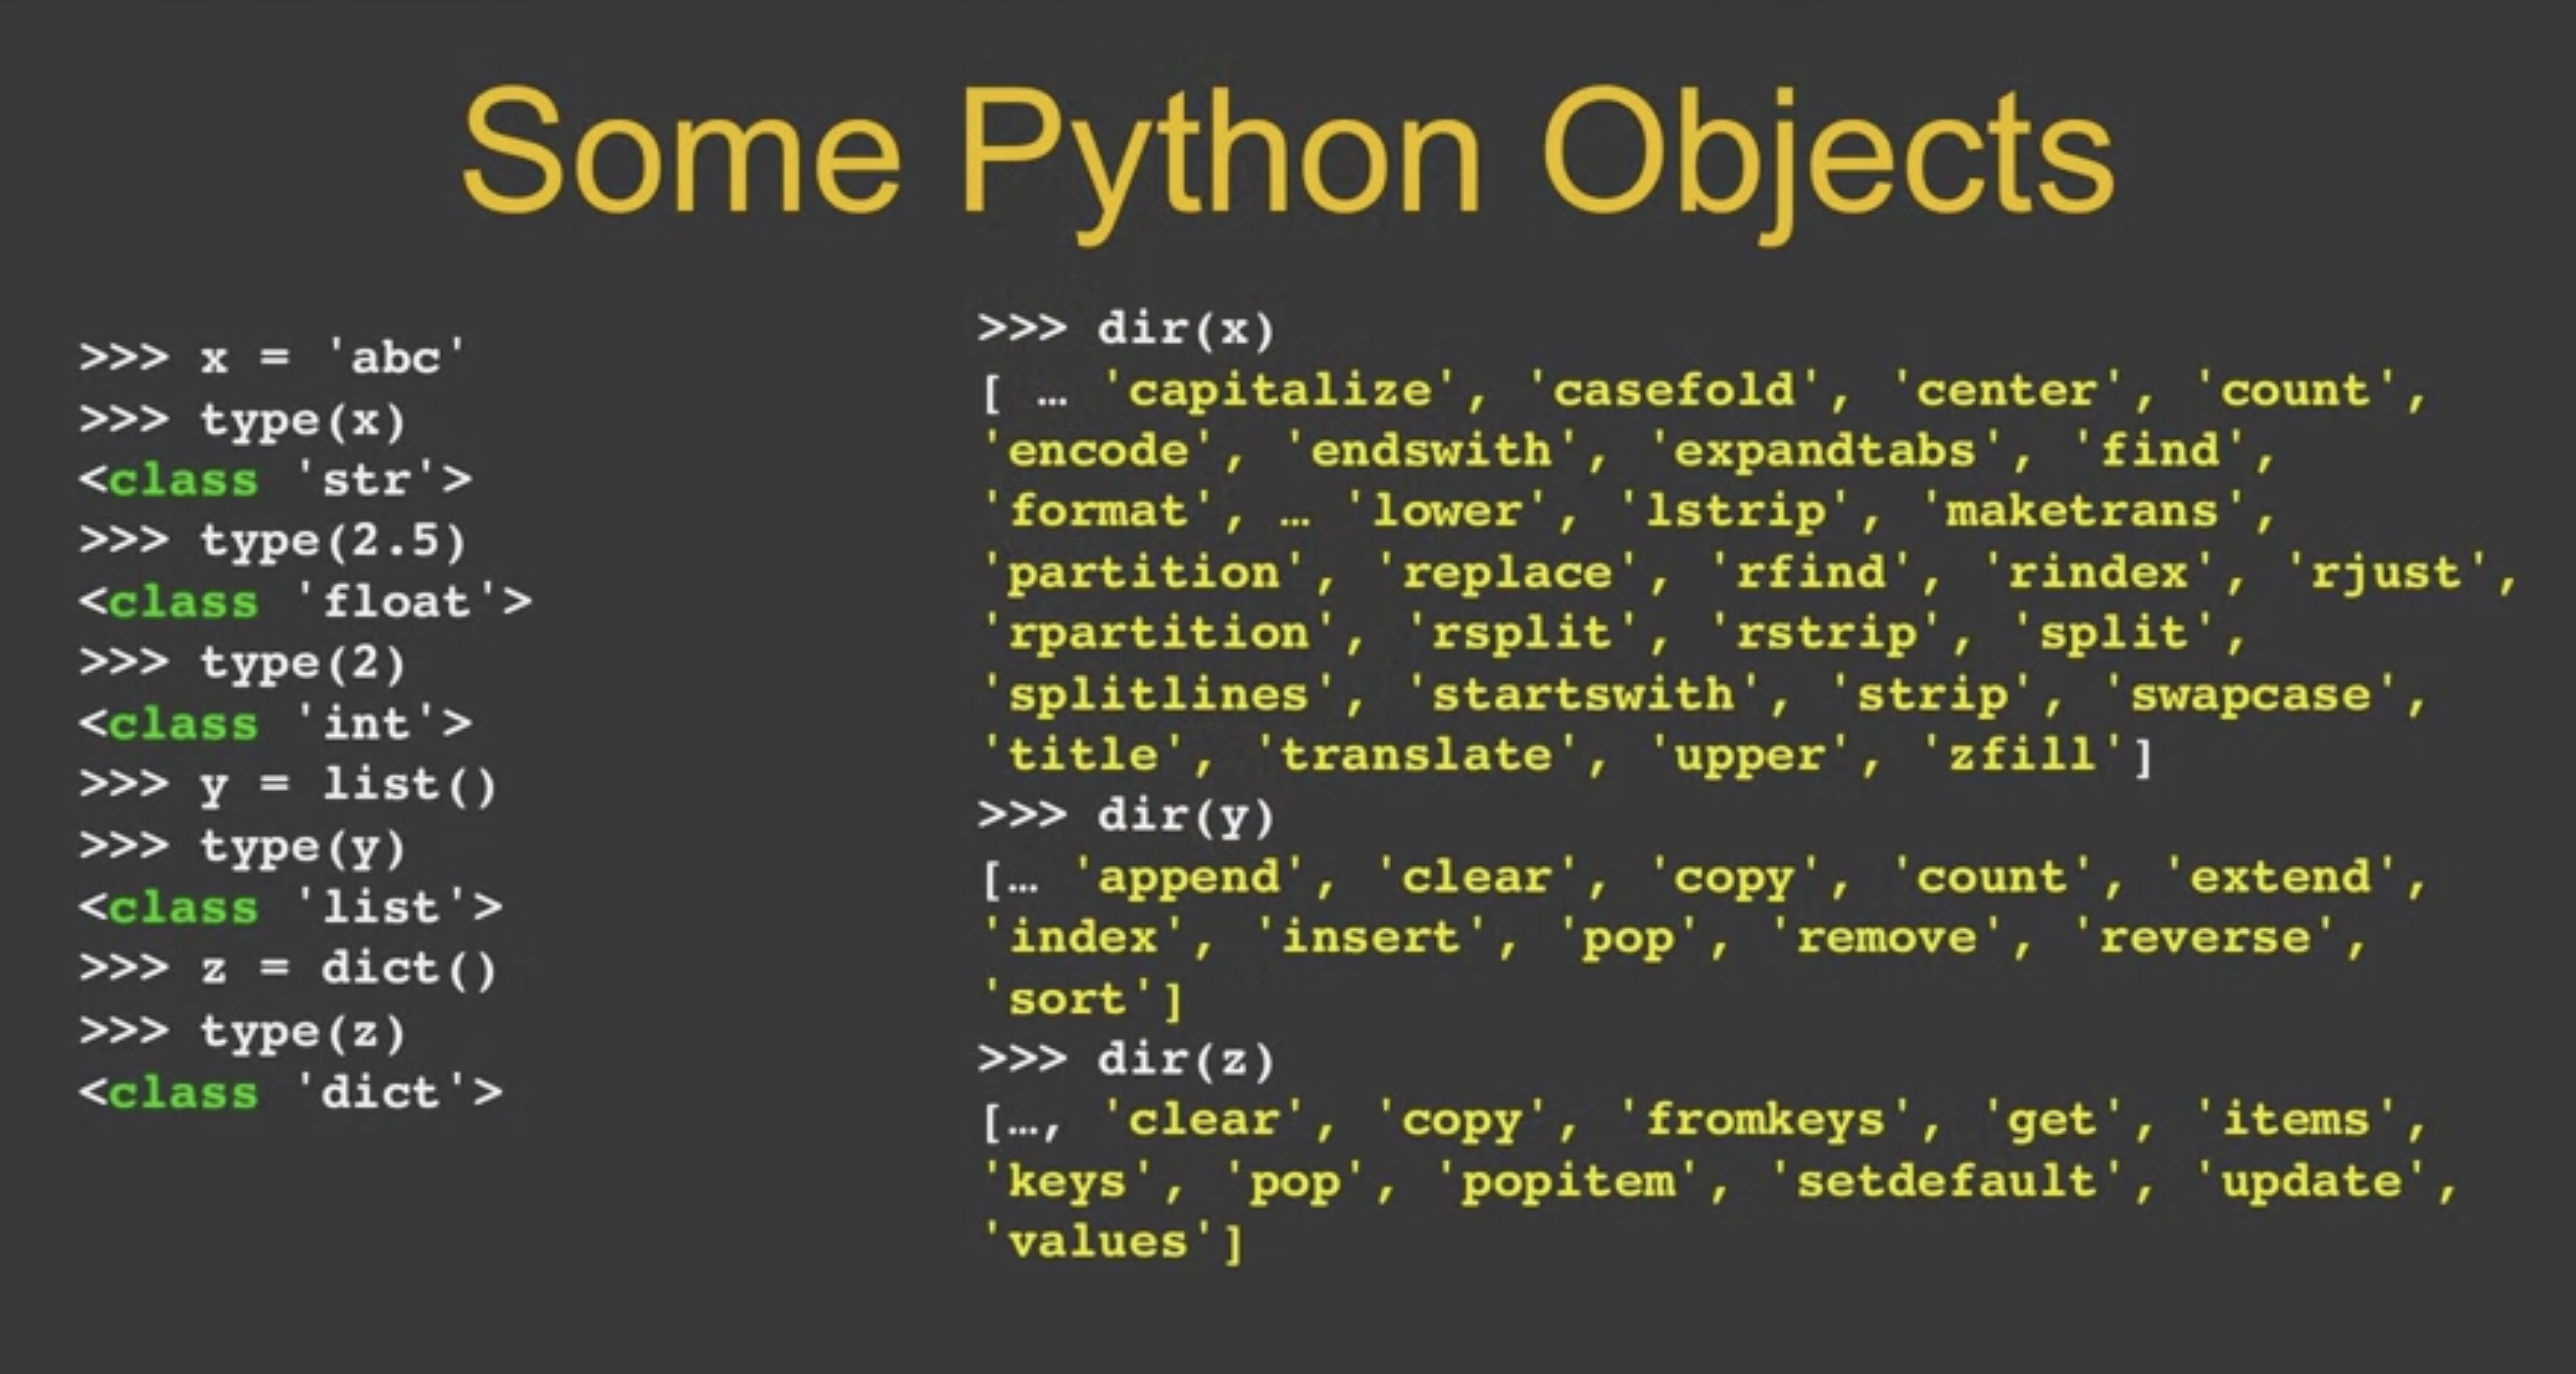 Some Python Objects
>>> x = 'abc'
>>> type(x)
<class 'str'>
>>> type(2.5)
<class 'float'>
>>> type(2)
<class 'int'>
>>> y = list()
>>> type(y)
<class 'list'>
>>> z = dict()
>>> type(z)
<class 'dict'>
>>> dir(x)
[ … 'capitalize', 'casefold', 'center', 'count',
'encode', 'endswith', 'expandtabs', 'find',
'format', … 'lower', 'lstrip', 'maketrans',
'partition', 'replace', 'rfind', 'rindex', 'rjust',
'rpartition', 'rsplit', 'rstrip', 'split',
'splitlines', 'startswith', 'strip', 'swapcase',
'title', 'translate', 'upper', 'zfill']
>>> dir(y)
[… 'append', 'clear', 'copy', 'count', 'extend',
'index', 'insert', 'pop', 'remove', 'reverse',
'sort']
>>> dir(z)
[…, 'clear', 'copy', 'fromkeys', 'get', 'items',
'keys', 'pop', 'popitem', 'setdefault', 'update',
'values']